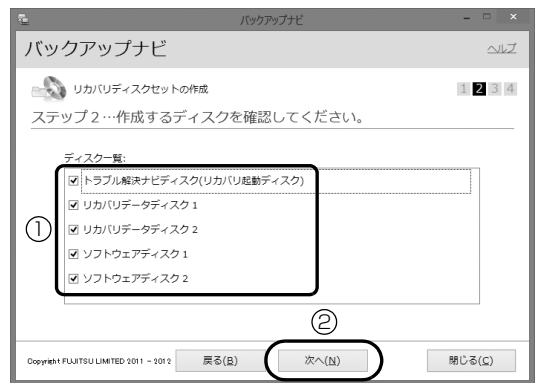 バックアップナビ
バックアップナビ
ヘルプ
リカバリディスクセットの作成
1 2 3 4
ステップ２…作成するディスクを確認してください。
ディスク一覧:
トラブル解決ナビディスク(リカバリ起動ディスク)
リカバリデータディスク 1
リカバリデータディスク 2
①
ソフトウェアディスク 1
ソフトウェアディスク 2
②
Copyright FUJITSU LIMITED 2011 - 2012
戻る(B)
次へ(N)
閉じる(C)